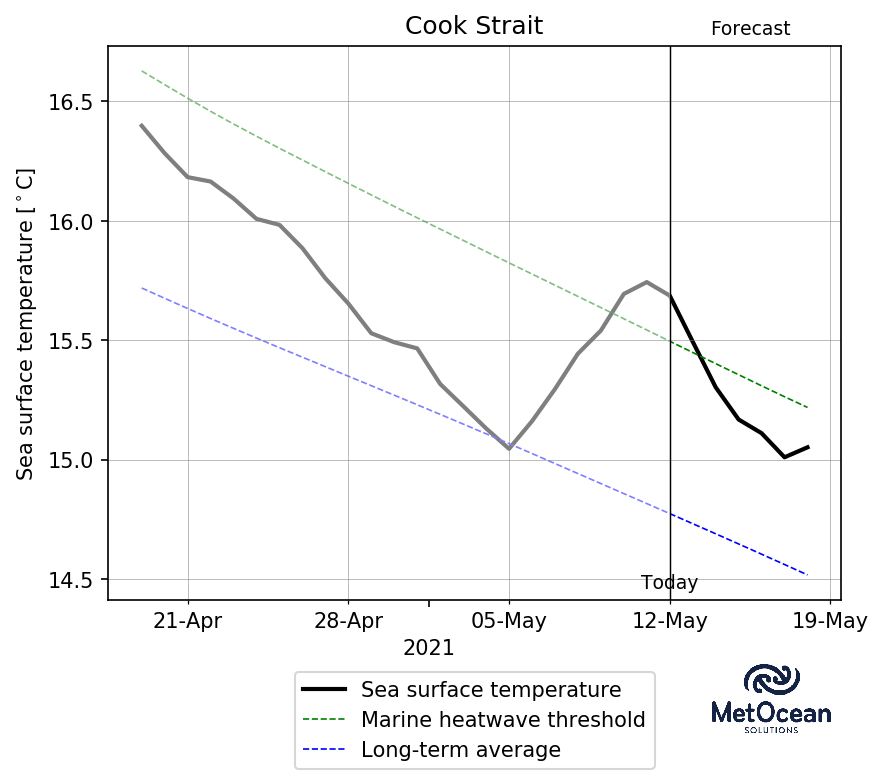 Cook Strait
Forecast
Sea surface temperature [°C]
16.5
16.0
15.5
15.0
14.5
Today
21-Apr
28-Apr
05-May
12-May
19-May
2021
Sea surface temperature
Marine heatwave threshold
Long-term average
MetOcean
SOLUTIONS